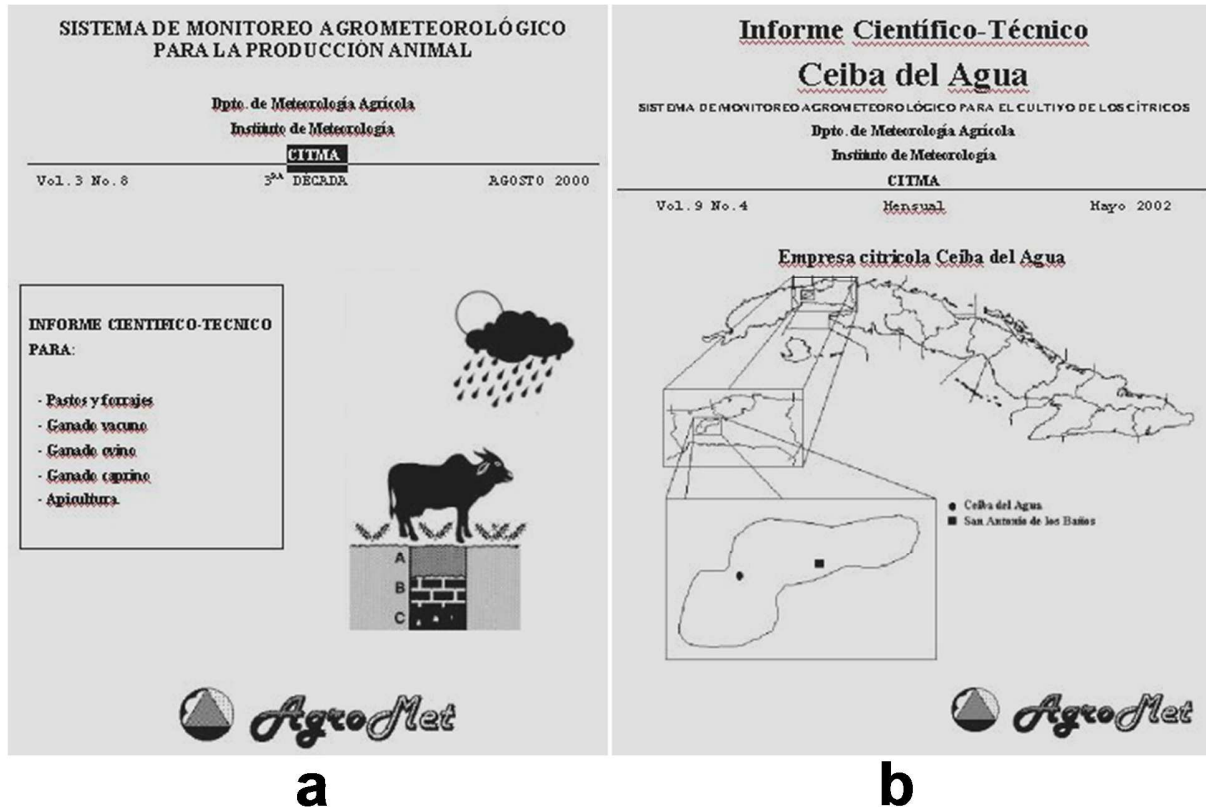 SISTEMA DE MONITOREO AGROMETEOROLÓGICO
PARA LA PRODUCCIÓN ANIMAL
Dpto. de Meteorología Agrícola
Instituto de Meteorología
CITMA
Vol.3 No.8 3ᴿᴬ DÉCADA AGOSTO 2000
INFORME CIENTIFICO-TECNICO
PARA:
- Pastos y forrajes
- Ganado vacuno
- Ganado ovino
- Ganado caprino
- Apicultura
A
B
C
AgroMet
a
Informe Científico-Técnico
Ceiba del Agua
SISTEMA DE MONITOREO AGROMETEOROLÓGICO PARA EL CULTIVO DE LOS CÍTRICOS
Dpto. de Meteorología Agrícola
Instituto de Meteorología
CITMA
Vol.9 No.4 Mensual Mayo 2002
Empresa citricola Ceiba del Agua
Ceiba del Agua
San Antonio de los Baños
AgroMet
b